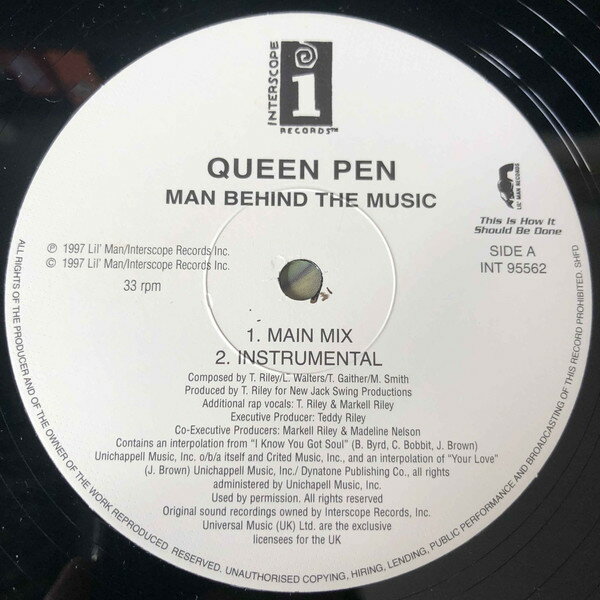 INTERSCOPE
i
RECORDS™
QUEEN PEN
MAN BEHIND THE MUSIC
LIL' MAN RECORDS
This Is How It
Should Be Done
SIDE A
INT 95562
℗ 1997 Lil' Man/Interscope Records Inc.
© 1997 Lil' Man/Interscope Records Inc.
33 rpm
1. MAIN MIX
2. INSTRUMENTAL
Composed by T. Riley/L. Walters/T. Gaither/M. Smith
Produced by T. Riley for New Jack Swing Productions
Additional rap vocals: T. Riley & Markell Riley
Executive Producer: Teddy Riley
Co-Executive Producers: Markell Riley & Madeline Nelson
Contains an interpolation from "I Know You Got Soul" (B. Byrd, C. Bobbit, J. Brown)
Unichappell Music, Inc. o/b/a itself and Crited Music, Inc., and an interpolation of "Your Love"
(J. Brown) Unichappell Music, Inc./ Dynatone Publishing Co., all rights
administered by Unichapell Music, Inc.
Used by permission. All rights reserved
Original sound recordings owned by Interscope Records, Inc.
Universal Music (UK) Ltd. are the exclusive
licensees for the UK
ALL RIGHTS OF THE PRODUCER AND OF THE OWNER OF THE WORK REPRODUCED RESERVED. UNAUTHORISED COPYING, HIRING, LENDING, PUBLIC PERFORMANCE AND BROADCASTING OF THIS RECORD PROHIBITED. SHFD